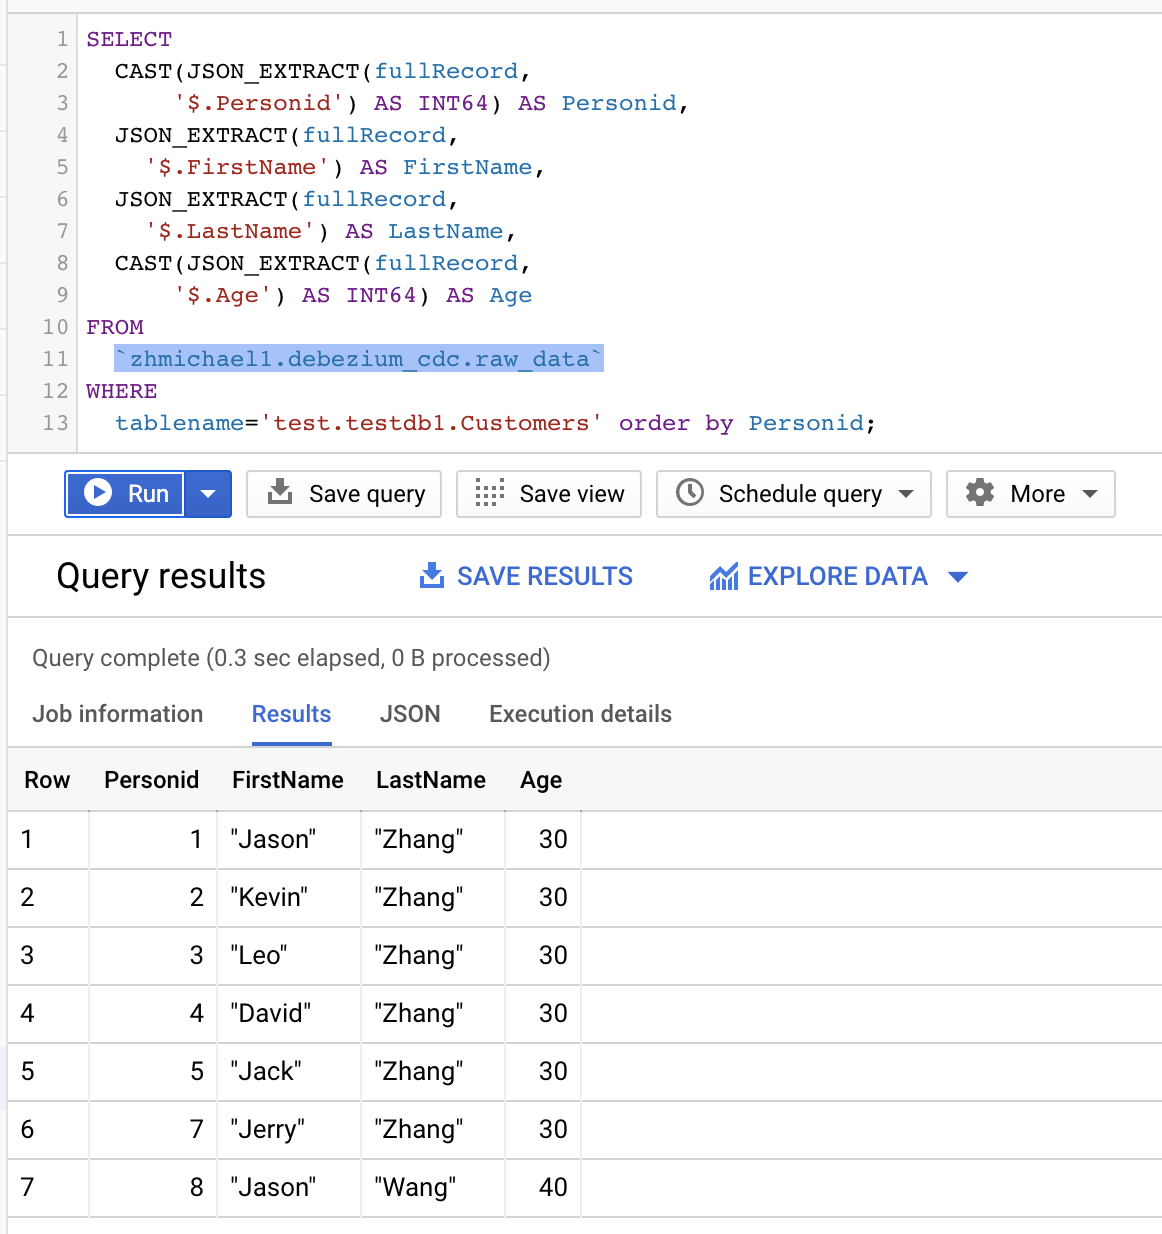 1 SELECT
2 CAST(JSON_EXTRACT(fullRecord,
3 '$.Personid') AS INT64) AS Personid,
4 JSON_EXTRACT(fullRecord,
5 '$.FirstName') AS FirstName,
6 JSON_EXTRACT(fullRecord,
7 '$.LastName') AS LastName,
8 CAST(JSON_EXTRACT(fullRecord,
9 '$.Age') AS INT64) AS Age
10 FROM
11 `zhmichael1.debezium_cdc.raw_data`
12 WHERE
13 tablename='test.testdb1.Customers' order by Personid;
Run Save query Save view Schedule query More
Query results SAVE RESULTS EXPLORE DATA
Query complete (0.3 sec elapsed, 0 B processed)
Job information Results JSON Execution details
Row Personid FirstName LastName Age
1 1 "Jason" "Zhang" 30
2 2 "Kevin" "Zhang" 30
3 3 "Leo" "Zhang" 30
4 4 "David" "Zhang" 30
5 5 "Jack" "Zhang" 30
6 7 "Jerry" "Zhang" 30
7 8 "Jason" "Wang" 40